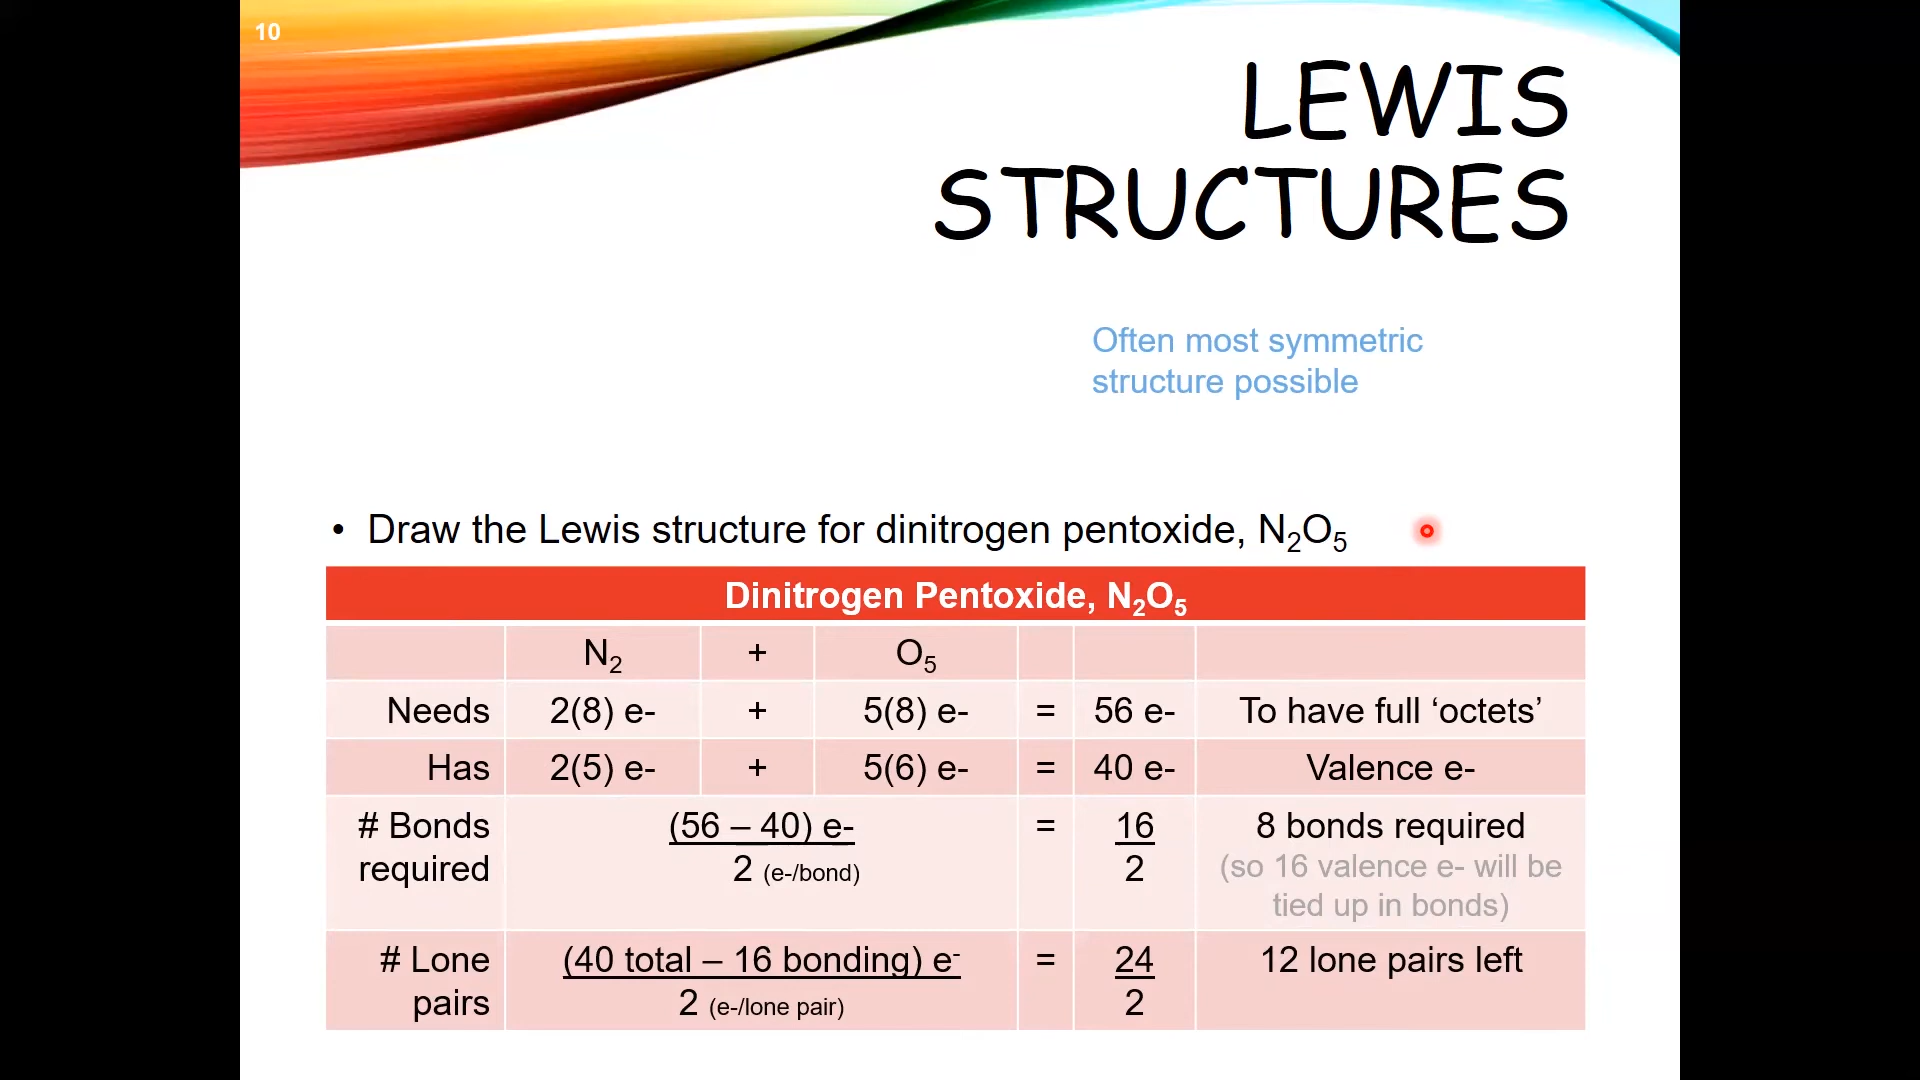 10
LEWIS
STRUCTURES
Often most symmetric
structure possible
• Draw the Lewis structure for dinitrogen pentoxide, N₂O₅
Dinitrogen Pentoxide, N₂O₅
N₂ + O₅
Needs 2(8) e- + 5(8) e- = 56 e- To have full ‘octets’
Has 2(5) e- + 5(6) e- = 40 e- Valence e-
# Bonds (56 – 40) e- = 16 8 bonds required
required 2 (e-/bond) 2 (so 16 valence e- will be
tied up in bonds)
# Lone (40 total – 16 bonding) e⁻ = 24 12 lone pairs left
pairs 2 (e-/lone pair) 2